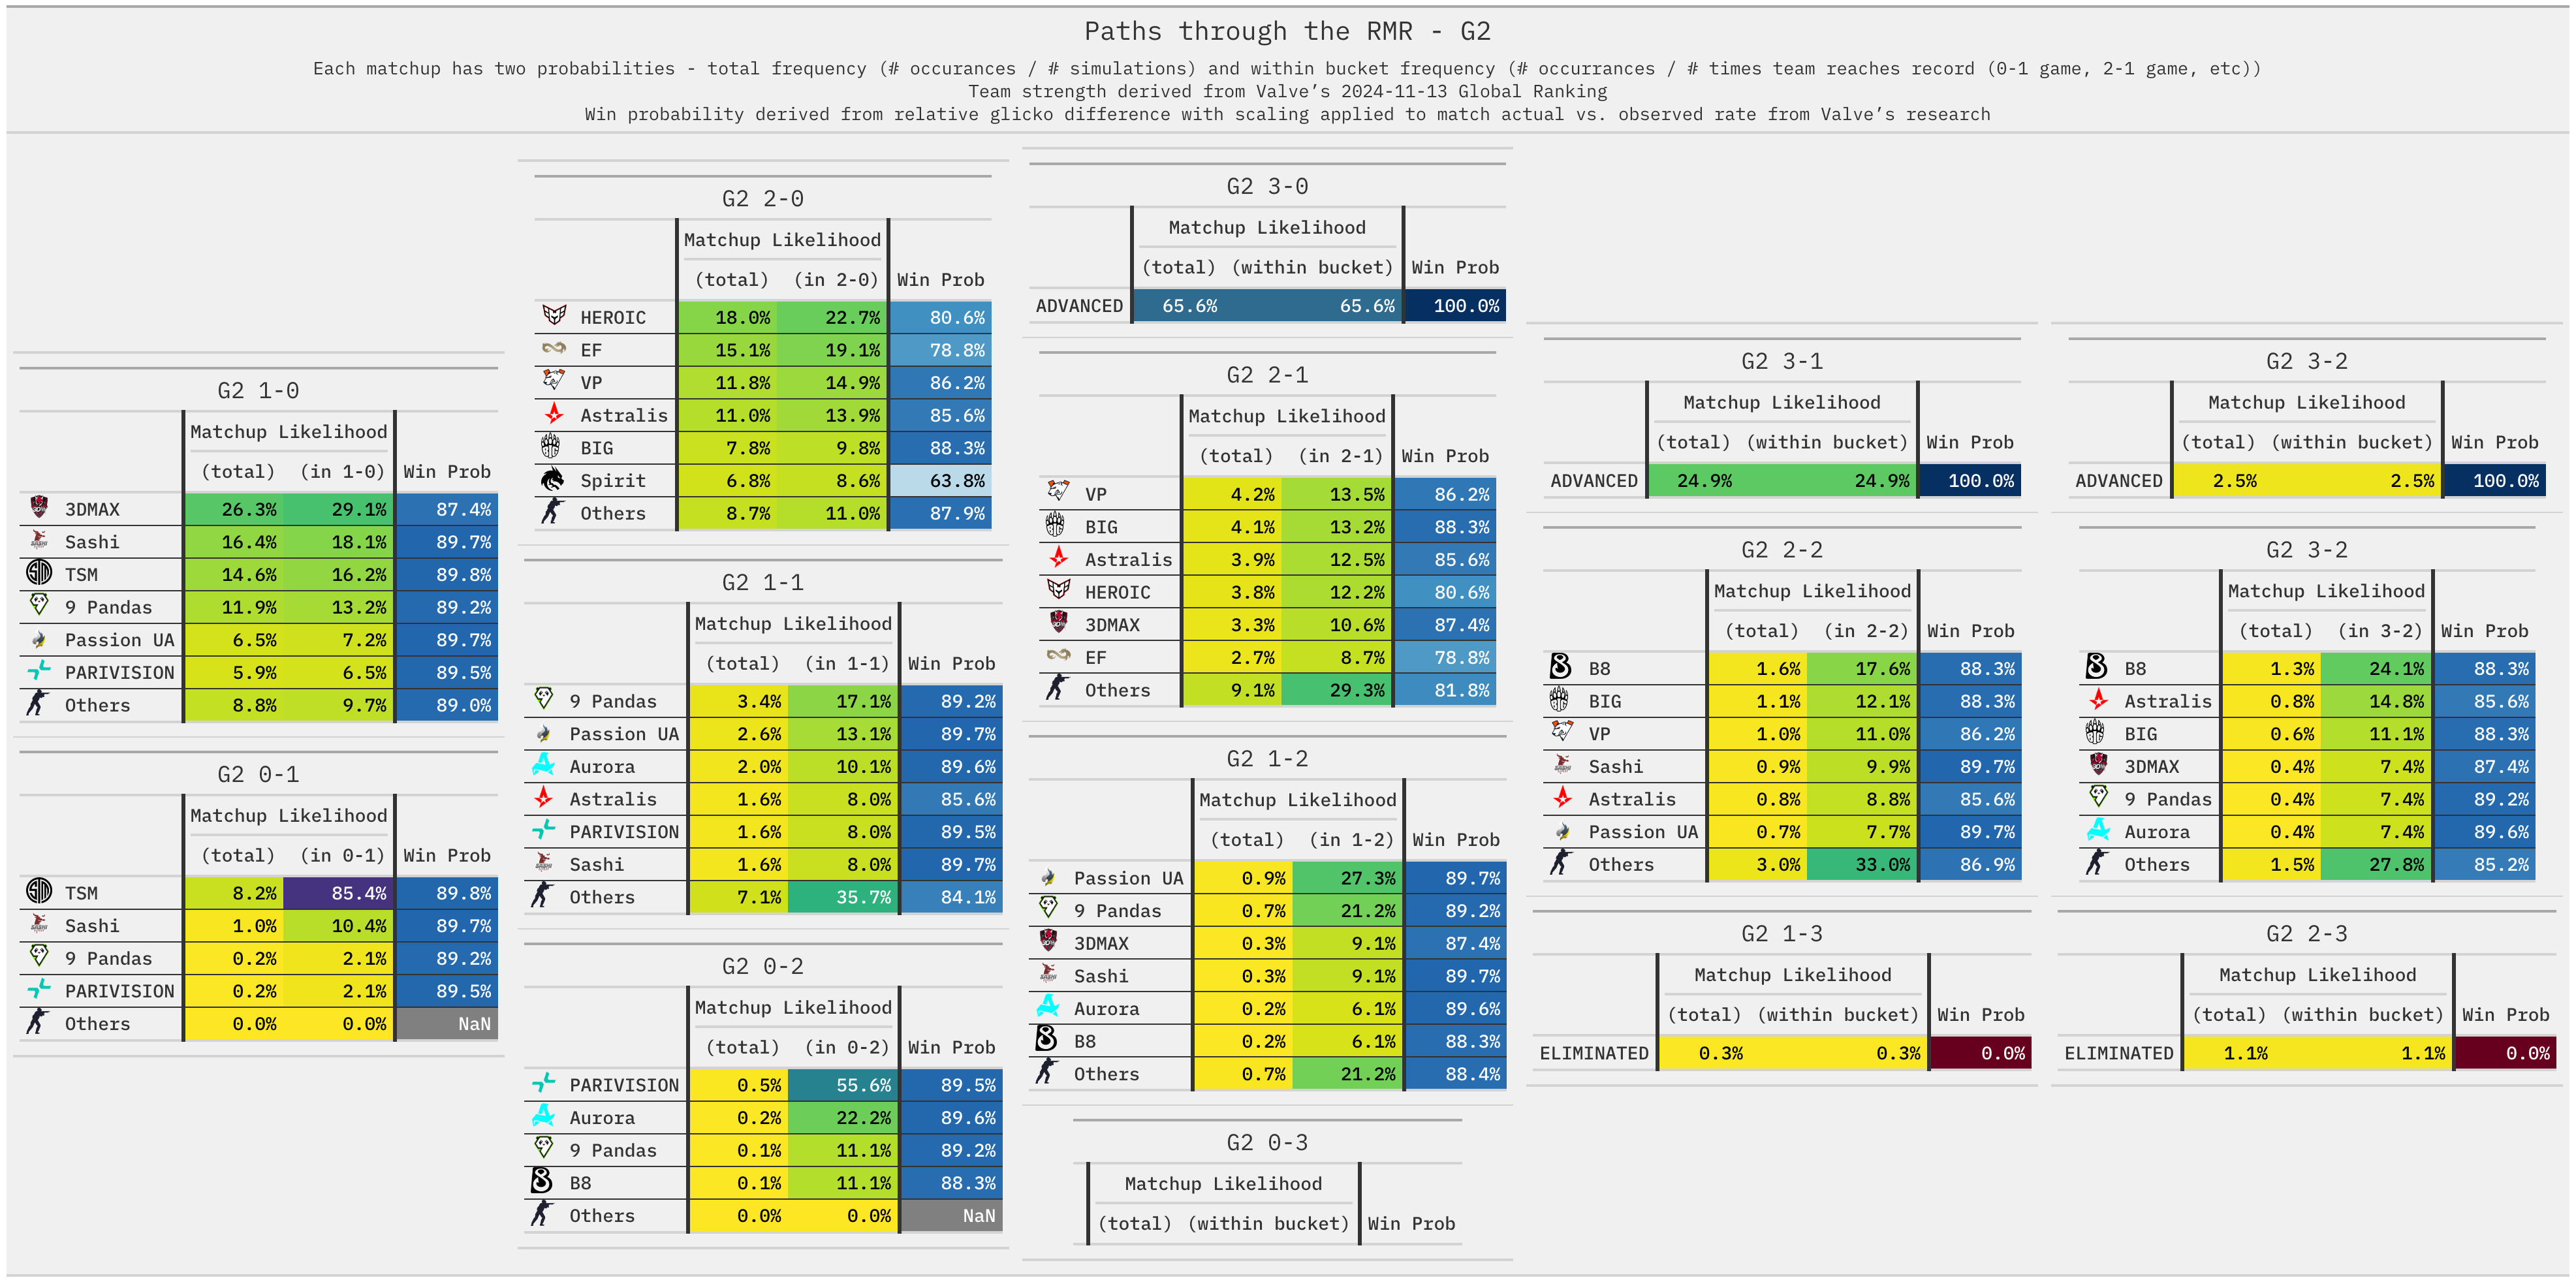 Paths through the RMR - G2
Each matchup has two probabilities - total frequency (# occurances / # simulations) and within bucket frequency (# occurrances / # times team reaches record (0-1 game, 2-1 game, etc))
Team strength derived from Valve's 2024-11-13 Global Ranking
Win probability derived from relative glicko difference with scaling applied to match actual vs. observed rate from Valve's research
G2 1-0
Matchup Likelihood
(total) (in 1-0) Win Prob
3DMAX 26.3% 29.1% 87.4%
Sashi 16.4% 18.1% 89.7%
TSM 14.6% 16.2% 89.8%
9 Pandas 11.9% 13.2% 89.2%
Passion UA 6.5% 7.2% 89.7%
PARIVISION 5.9% 6.5% 89.5%
Others 8.8% 9.7% 89.0%
G2 0-1
Matchup Likelihood
(total) (in 0-1) Win Prob
TSM 8.2% 85.4% 89.8%
Sashi 1.0% 10.4% 89.7%
9 Pandas 0.2% 2.1% 89.2%
PARIVISION 0.2% 2.1% 89.5%
Others 0.0% 0.0% NaN
G2 2-0
Matchup Likelihood
(total) (in 2-0) Win Prob
HEROIC 18.0% 22.7% 80.6%
EF 15.1% 19.1% 78.8%
VP 11.8% 14.9% 86.2%
Astralis 11.0% 13.9% 85.6%
BIG 7.8% 9.8% 88.3%
Spirit 6.8% 8.6% 63.8%
Others 8.7% 11.0% 87.9%
G2 1-1
Matchup Likelihood
(total) (in 1-1) Win Prob
9 Pandas 3.4% 17.1% 89.2%
Passion UA 2.6% 13.1% 89.7%
Aurora 2.0% 10.1% 89.6%
Astralis 1.6% 8.0% 85.6%
PARIVISION 1.6% 8.0% 89.5%
Sashi 1.6% 8.0% 89.7%
Others 7.1% 35.7% 84.1%
G2 0-2
Matchup Likelihood
(total) (in 0-2) Win Prob
PARIVISION 0.5% 55.6% 89.5%
Aurora 0.2% 22.2% 89.6%
9 Pandas 0.1% 11.1% 89.2%
B8 0.1% 11.1% 88.3%
Others 0.0% 0.0% NaN
G2 3-0
Matchup Likelihood
(total) (within bucket) Win Prob
ADVANCED 65.6% 65.6% 100.0%
G2 2-1
Matchup Likelihood
(total) (in 2-1) Win Prob
VP 4.2% 13.5% 86.2%
BIG 4.1% 13.2% 88.3%
Astralis 3.9% 12.5% 85.6%
HEROIC 3.8% 12.2% 80.6%
3DMAX 3.3% 10.6% 87.4%
EF 2.7% 8.7% 78.8%
Others 9.1% 29.3% 81.8%
G2 1-2
Matchup Likelihood
(total) (in 1-2) Win Prob
Passion UA 0.9% 27.3% 89.7%
9 Pandas 0.7% 21.2% 89.2%
3DMAX 0.3% 9.1% 87.4%
Sashi 0.3% 9.1% 89.7%
Aurora 0.2% 6.1% 89.6%
B8 0.2% 6.1% 88.3%
Others 0.7% 21.2% 88.4%
G2 0-3
Matchup Likelihood
(total) (within bucket) Win Prob
G2 3-1
Matchup Likelihood
(total) (within bucket) Win Prob
ADVANCED 24.9% 24.9% 100.0%
G2 2-2
Matchup Likelihood
(total) (in 2-2) Win Prob
B8 1.6% 17.6% 88.3%
BIG 1.1% 12.1% 88.3%
VP 1.0% 11.0% 86.2%
Sashi 0.9% 9.9% 89.7%
Astralis 0.8% 8.8% 85.6%
Passion UA 0.7% 7.7% 89.7%
Others 3.0% 33.0% 86.9%
G2 1-3
Matchup Likelihood
(total) (within bucket) Win Prob
ELIMINATED 0.3% 0.3% 0.0%
G2 3-2
Matchup Likelihood
(total) (within bucket) Win Prob
ADVANCED 2.5% 2.5% 100.0%
G2 3-2
Matchup Likelihood
(total) (in 3-2) Win Prob
B8 1.3% 24.1% 88.3%
Astralis 0.8% 14.8% 85.6%
BIG 0.6% 11.1% 88.3%
3DMAX 0.4% 7.4% 87.4%
9 Pandas 0.4% 7.4% 89.2%
Aurora 0.4% 7.4% 89.6%
Others 1.5% 27.8% 85.2%
G2 2-3
Matchup Likelihood
(total) (within bucket) Win Prob
ELIMINATED 1.1% 1.1% 0.0%